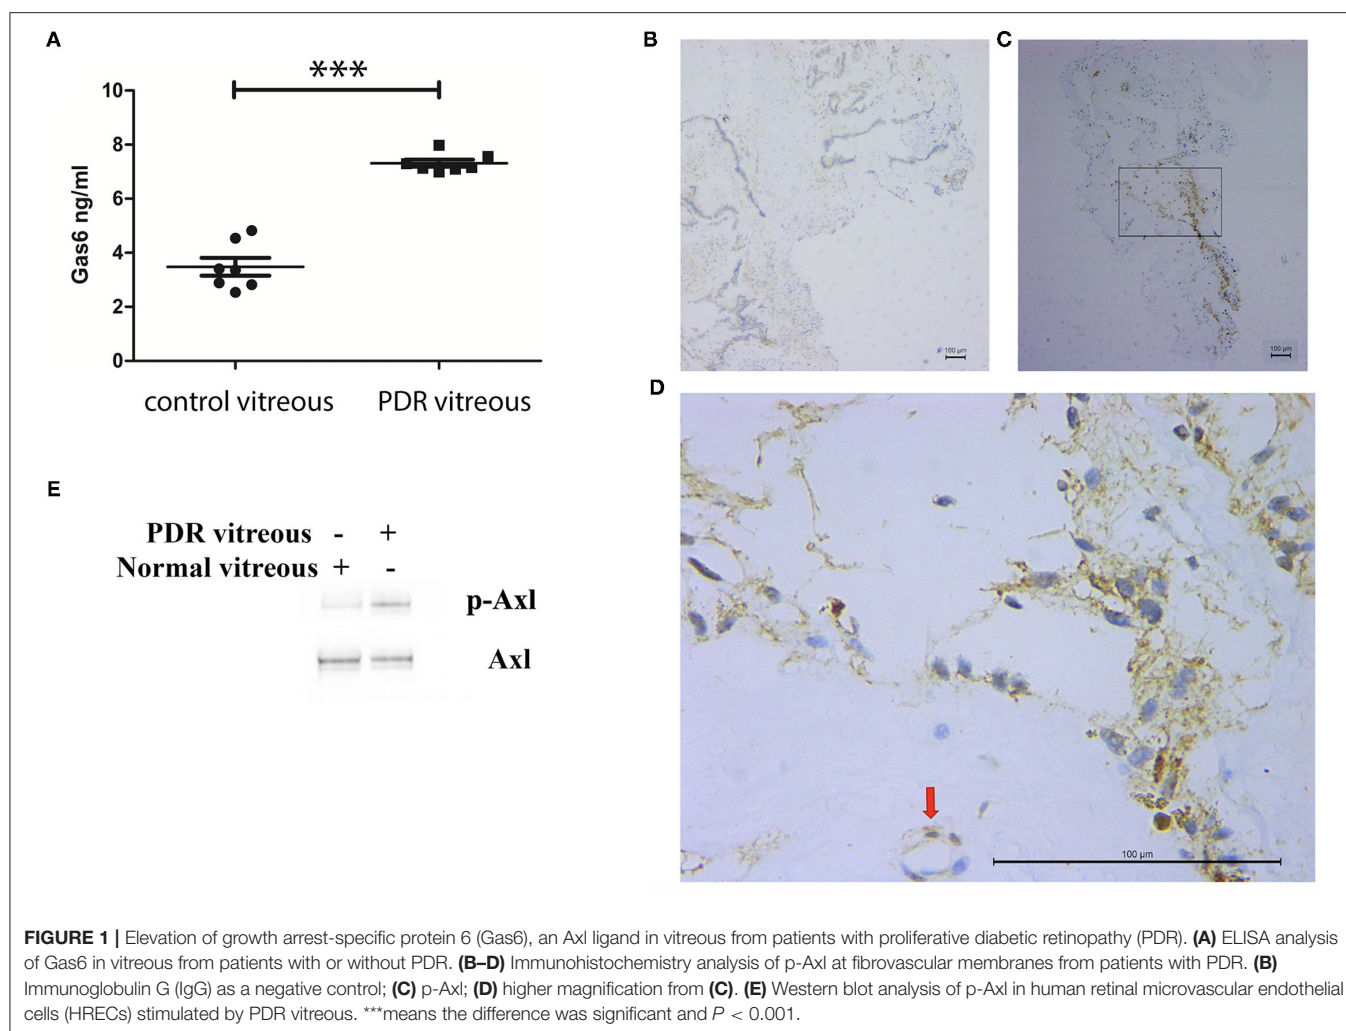 A
***
10
8
6
4
2
0
Gas6 ng/ml
control vitreous PDR vitreous
B
100 µm
C
100 µm
D
100 µm
E
PDR vitreous - +
Normal vitreous + -
p-Axl
Axl
FIGURE 1 | Elevation of growth arrest-specific protein 6 (Gas6), an Axl ligand in vitreous from patients with proliferative diabetic retinopathy (PDR). (A) ELISA analysis
of Gas6 in vitreous from patients with or without PDR. (B–D) Immunohistochemistry analysis of p-Axl at fibrovascular membranes from patients with PDR. (B)
Immunoglobulin G (IgG) as a negative control; (C) p-Axl; (D) higher magnification from (C). (E) Western blot analysis of p-Axl in human retinal microvascular endothelial
cells (HRECs) stimulated by PDR vitreous. ***means the difference was significant and P < 0.001.